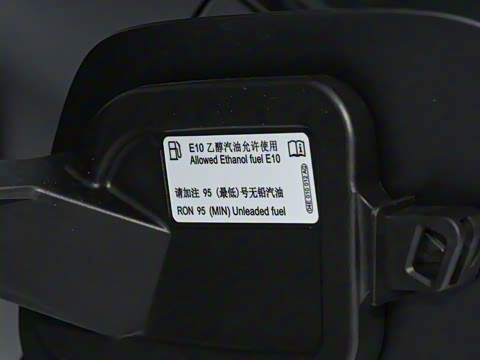 E10 乙醇汽油允许使用
Allowed Ethanol fuel E10
请加注 95 (最低)号无铅汽油
RON 95 (MIN) Unleaded fuel